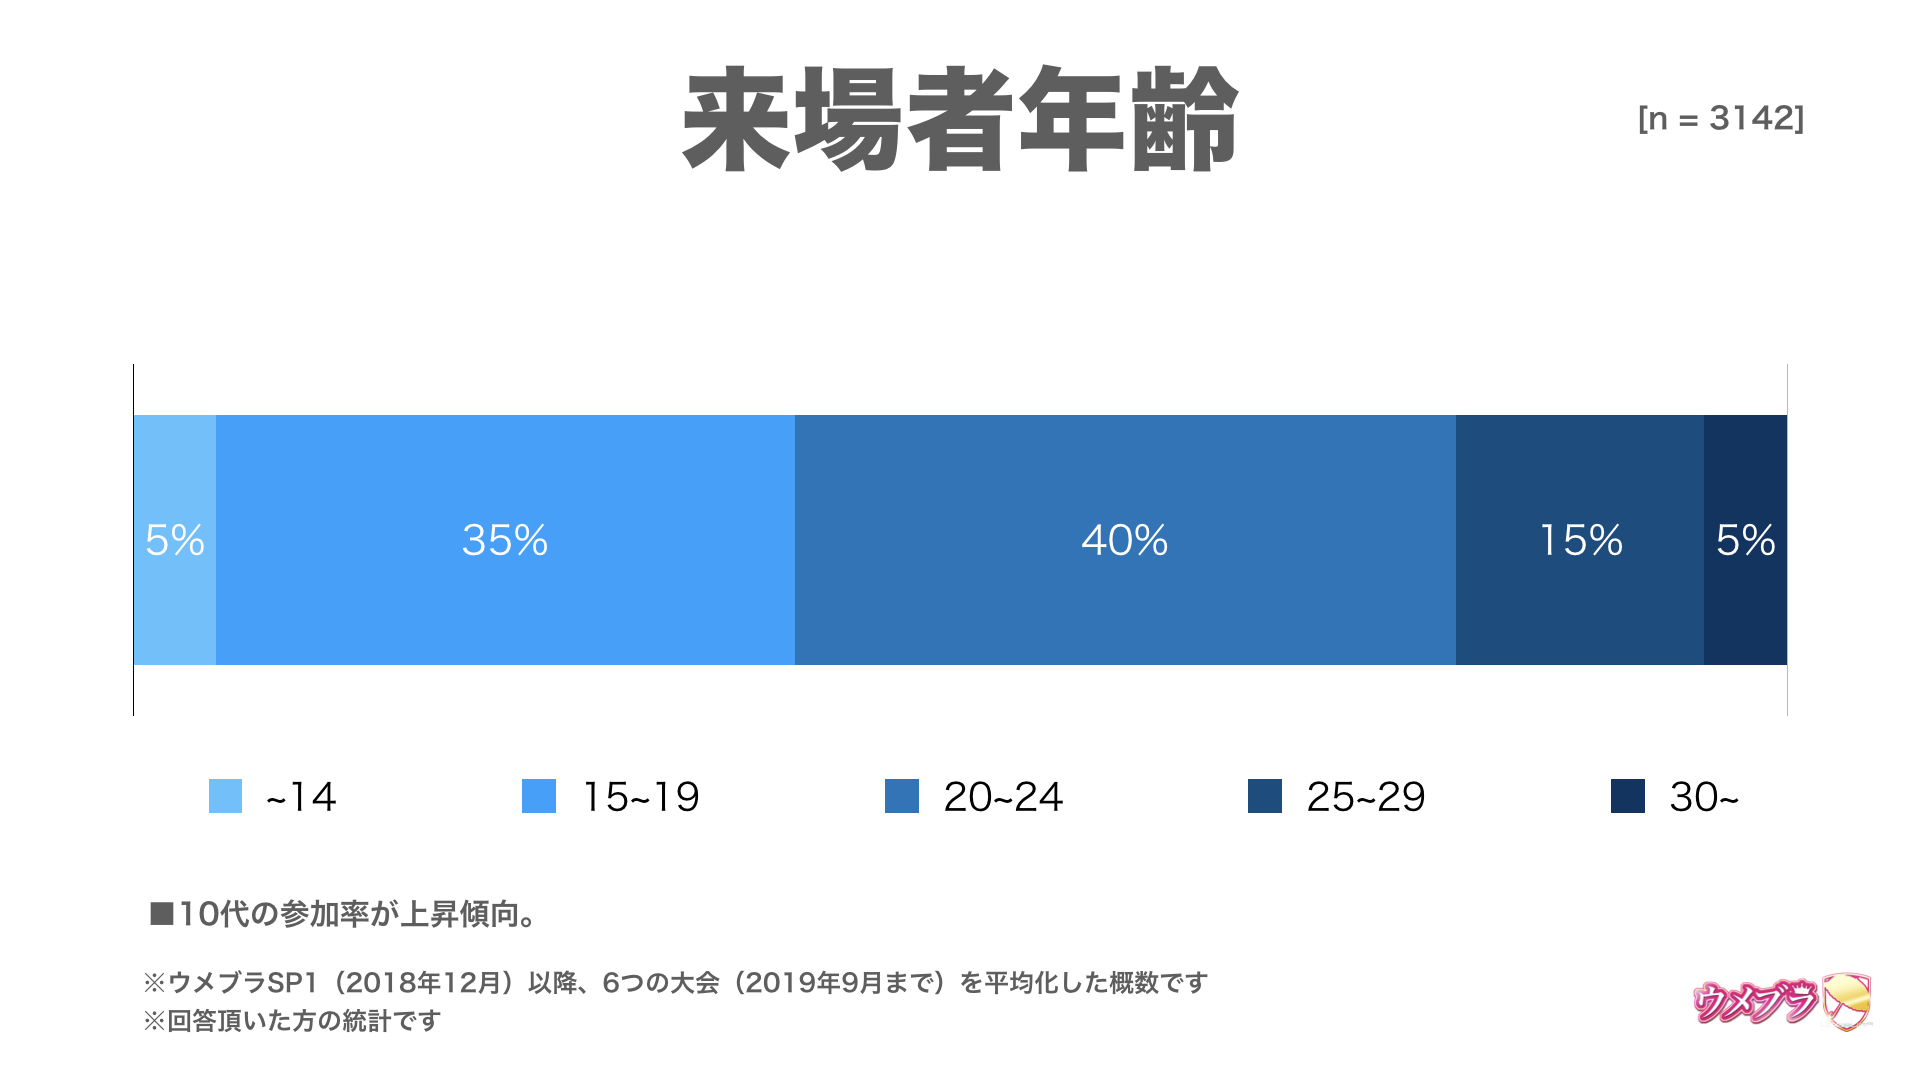 来場者年齢
[n = 3142]
5% 35% 40% 15% 5%
~14 15~19 20~24 25~29 30~
■10代の参加率が上昇傾向。
※ウメブラSP1（2018年12月）以降、6つの大会（2019年9月まで）を平均化した概数です
※回答頂いた方の統計です
ウメブラ